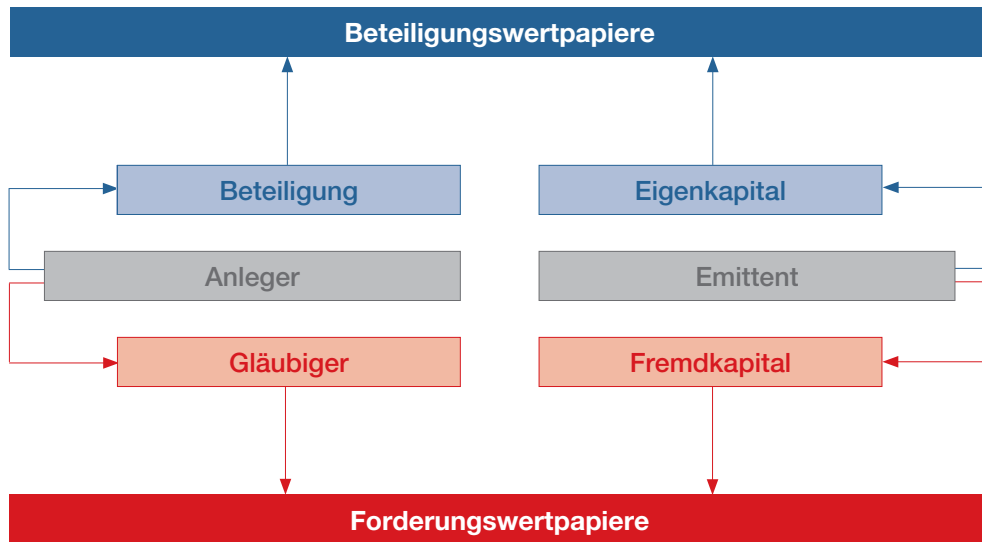 Beteiligungswertpapiere
Beteiligung
Eigenkapital
Anleger
Emittent
Gläubiger
Fremdkapital
Forderungswertpapiere